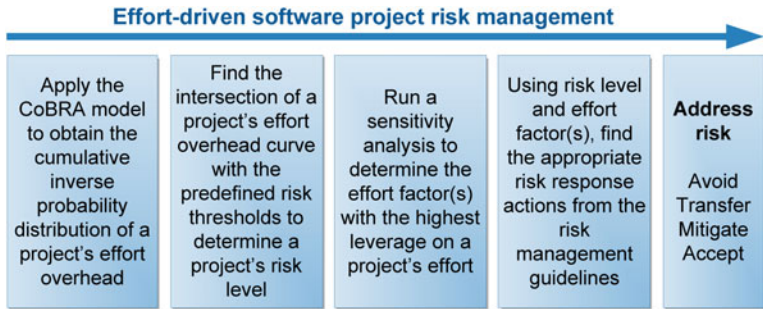 Effort-driven software project risk management
Apply the
CoBRA model
to obtain the
cumulative
inverse
probability
distribution of a
project's effort
overhead
Find the
intersection of a
project's effort
overhead curve
with the
predefined risk
thresholds to
determine a
project's risk
level
Run a
sensitivity
analysis to
determine the
effort factor(s)
with the highest
leverage on a
project's effort
Using risk level
and effort
factor(s), find
the appropriate
risk response
actions from the
risk
management
guidelines
Address
risk
Avoid
Transfer
Mitigate
Accept